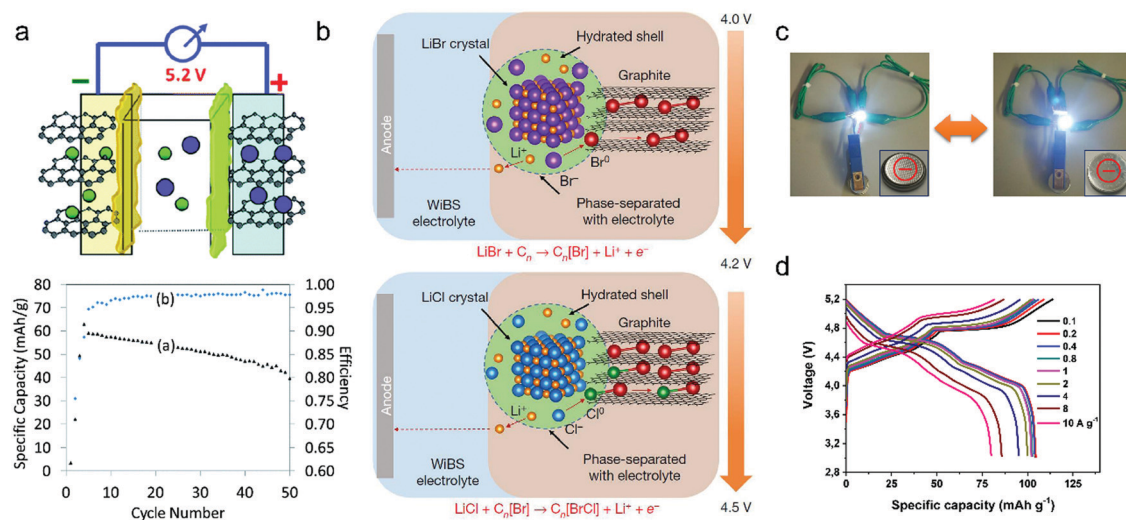 a
5.2 V
−
+
80
70
60
50
40
30
20
10
0
Specific Capacity (mAh/g)
(b)
(a)
1.00
0.95
0.90
0.85
0.80
0.75
0.70
0.65
0.60
Efficiency
0
10
20
30
40
50
Cycle Number
b
4.0 V
LiBr crystal
Hydrated shell
Graphite
Anode
Li⁺
Br⁰
Br⁻
WiBS
electrolyte
Phase-separated
with electrolyte
LiBr + Cₙ → Cₙ[Br] + Li⁺ + e⁻
4.2 V
LiCl crystal
Hydrated shell
Graphite
Anode
Li⁺
Cl⁰
Cl⁻
WiBS
electrolyte
Phase-separated
with electrolyte
LiCl + Cₙ[Br] → Cₙ[BrCl] + Li⁺ + e⁻
4.5 V
c
d
5,2
4,8
4,4
4,0
3,6
3,2
2,8
Voltage (V)
0.1
0.2
0.4
0.8
1
2
4
8
10 A g⁻¹
0
25
50
75
100
125
Specific capacity (mAh g⁻¹)